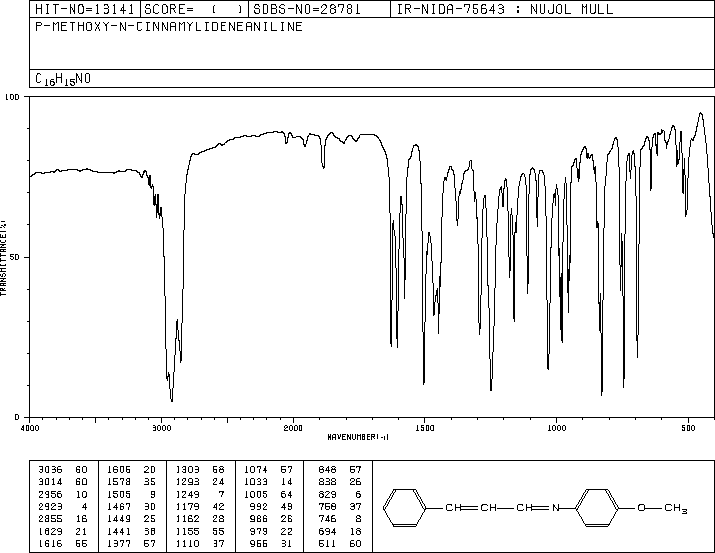 HIT-NO=13141 SCORE= ( ) SDBS-NO=28781 IR-NIDA-75643 : NUJOL MULL
P-METHOXY-N-CINNAMYLIDENEANILINE
C16H15NO
100
50
0
TRANSMITTANCE(%)
4000 3000 2000 1500 1000 500
WAVENUMBER(-1)
3036 60 1606 20 1303 68 1074 57 848 57
3014 60 1578 35 1293 24 1033 14 838 26
2956 10 1505 9 1249 7 1005 64 829 6
2923 4 1467 30 1179 42 992 49 758 37
2855 16 1449 25 1162 28 986 26 746 8
1629 21 1441 38 1155 55 979 22 694 18
1616 55 1377 57 1110 37 956 31 511 60
CH=CH—CH=N O—CH3